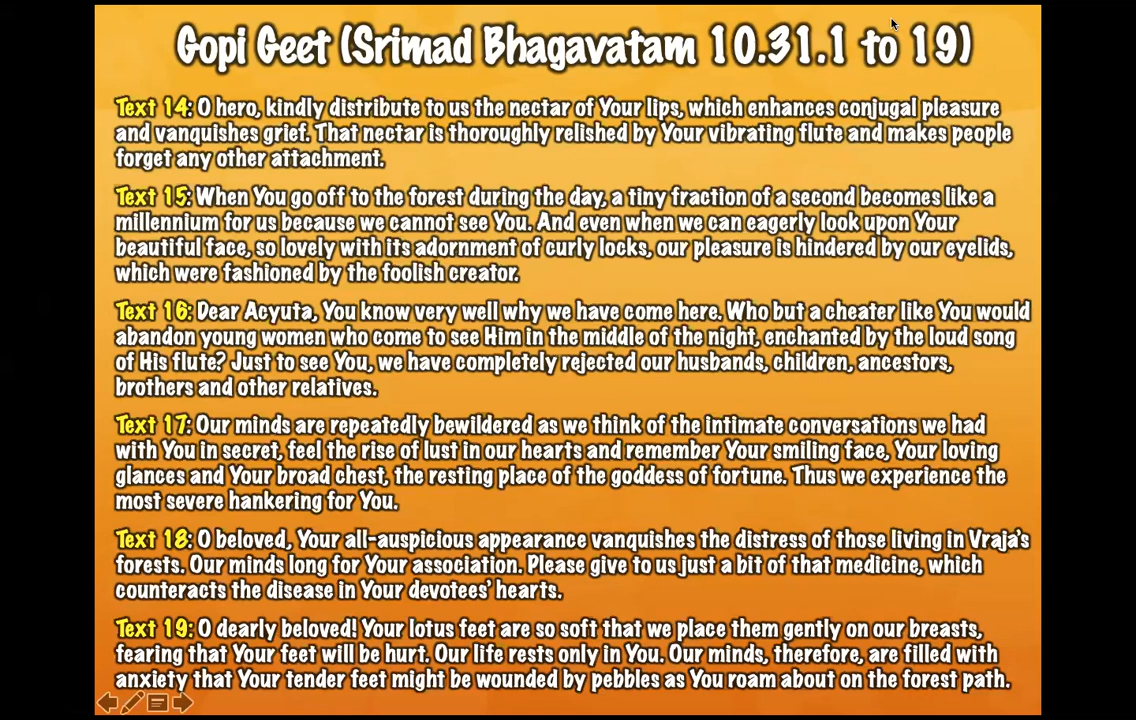 Gopi Geet (Srimad Bhagavatam 10.31.1 to 19)
Text 14: O hero, kindly distribute to us the nectar of Your lips, which enhances conjugal pleasure
and vanquishes grief. That nectar is thoroughly relished by Your vibrating flute and makes people
forget any other attachment.
Text 15: When You go off to the forest during the day, a tiny fraction of a second becomes like a
millennium for us because we cannot see You. And even when we can eagerly look upon Your
beautiful face, so lovely with its adornment of curly locks, our pleasure is hindered by our eyelids,
which were fashioned by the foolish creator.
Text 16: Dear Acyuta, You know very well why we have come here. Who but a cheater like You would
abandon young women who come to see Him in the middle of the night, enchanted by the loud song
of His flute? Just to see You, we have completely rejected our husbands, children, ancestors,
brothers and other relatives.
Text 17: Our minds are repeatedly bewildered as we think of the intimate conversations we had
with You in secret, feel the rise of lust in our hearts and remember Your smiling face, Your loving
glances and Your broad chest, the resting place of the goddess of fortune. Thus we experience the
most severe hankering for You.
Text 18: O beloved, Your all-auspicious appearance vanquishes the distress of those living in Vraja's
forests. Our minds long for Your association. Please give to us just a bit of that medicine, which
counteracts the disease in Your devotees' hearts.
Text 19: O dearly beloved! Your lotus feet are so soft that we place them gently on our breasts,
fearing that Your feet will be hurt. Our life rests only in You. Our minds, therefore, are filled with
anxiety that Your tender feet might be wounded by pebbles as You roam about on the forest path.